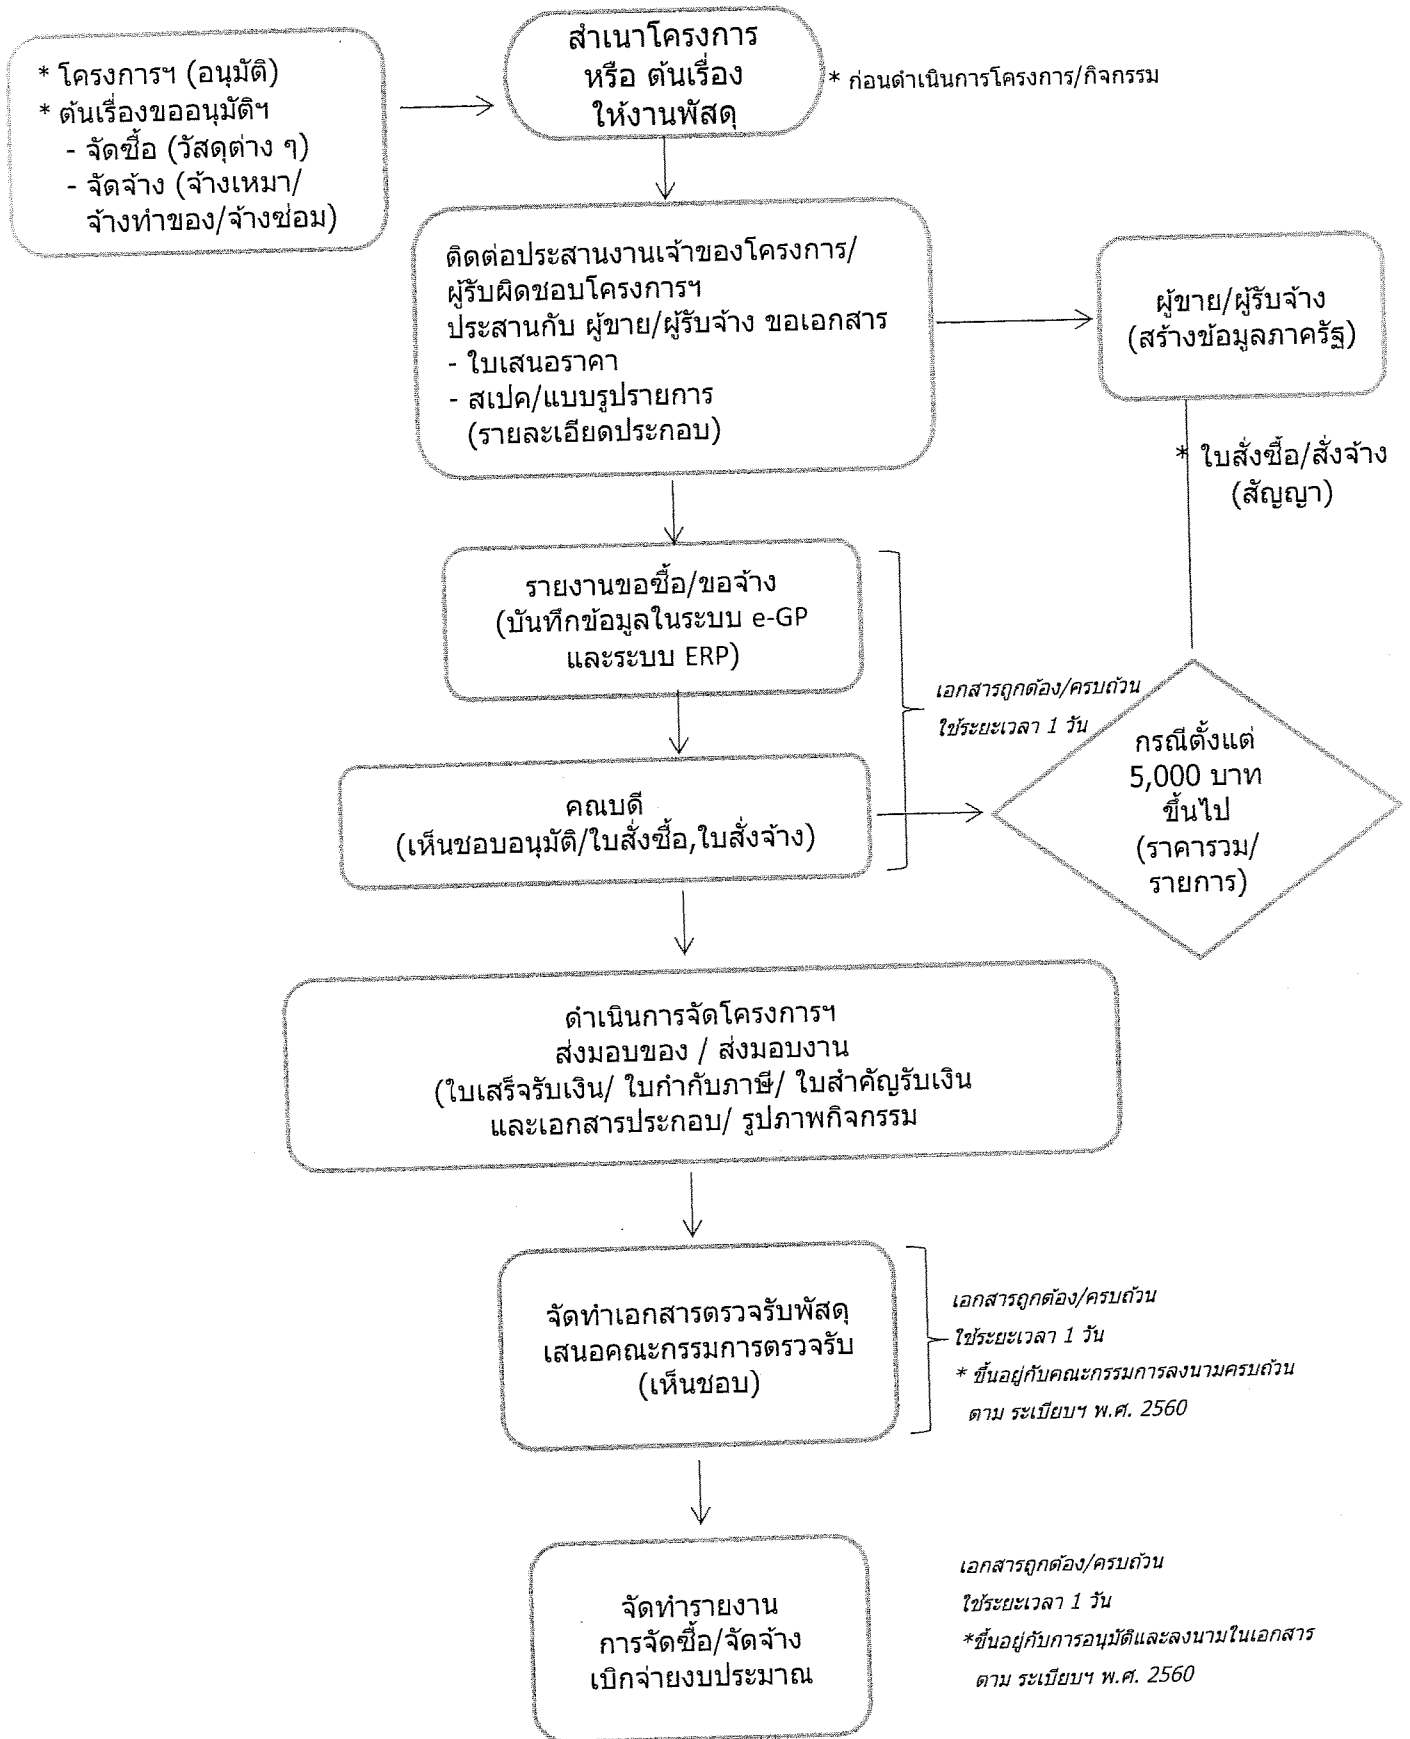 * โครงการฯ (อนุมัติ)
* ต้นเรื่องขออนุมัติฯ
- จัดซื้อ (วัสดุต่าง ๆ)
- จัดจ้าง (จ้างเหมา/
จ้างทำของ/จ้างซ่อม)
สำเนาโครงการ
หรือ ต้นเรื่อง
ให้งานพัสดุ
* ก่อนดำเนินการโครงการ/กิจกรรม
ติดต่อประสานงานเจ้าของโครงการ/
ผู้รับผิดชอบโครงการฯ
ประสานกับ ผู้ขาย/ผู้รับจ้าง ขอเอกสาร
- ใบเสนอราคา
- สเปค/แบบรูปรายการ
(รายละเอียดประกอบ)
ผู้ขาย/ผู้รับจ้าง
(สร้างข้อมูลภาครัฐ)
* ใบสั่งซื้อ/สั่งจ้าง
(สัญญา)
รายงานขอซื้อ/ขอจ้าง
(บันทึกข้อมูลในระบบ e-GP
และระบบ ERP)
เอกสารถูกต้อง/ครบถ้วน
ใช้ระยะเวลา 1 วัน
คณบดี
(เห็นชอบอนุมัติ/ใบสั่งซื้อ,ใบสั่งจ้าง)
กรณีตั้งแต่
5,000 บาท
ขึ้นไป
(ราคารวม/
รายการ)
ดำเนินการจัดโครงการฯ
ส่งมอบของ / ส่งมอบงาน
(ใบเสร็จรับเงิน/ ใบกำกับภาษี/ ใบสำคัญรับเงิน
และเอกสารประกอบ/ รูปภาพกิจกรรม
จัดทำเอกสารตรวจรับพัสดุ
เสนอคณะกรรมการตรวจรับ
(เห็นชอบ)
เอกสารถูกต้อง/ครบถ้วน
ใช้ระยะเวลา 1 วัน
* ขึ้นอยู่กับคณะกรรมการลงนามครบถ้วน
ตาม ระเบียบฯ พ.ศ. 2560
จัดทำรายงาน
การจัดซื้อ/จัดจ้าง
เบิกจ่ายงบประมาณ
เอกสารถูกต้อง/ครบถ้วน
ใช้ระยะเวลา 1 วัน
*ขึ้นอยู่กับการอนุมัติและลงนามในเอกสาร
ตาม ระเบียบฯ พ.ศ. 2560